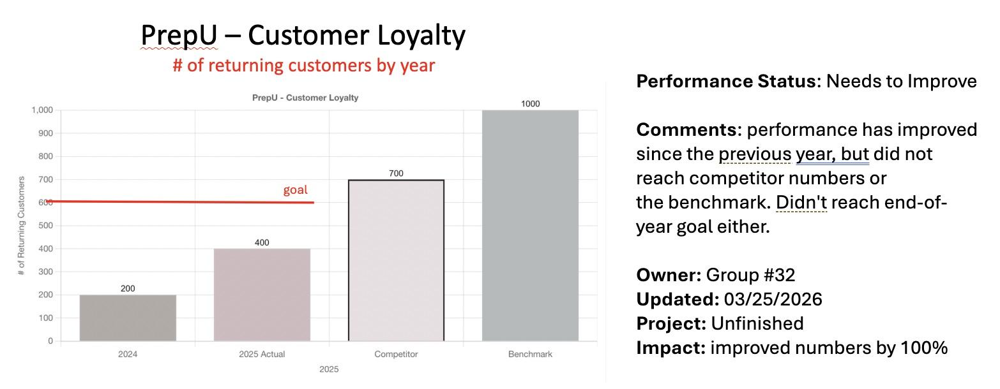 PrepU – Customer Loyalty
# of returning customers by year
PrepU - Customer Loyalty
# of Returning Customers
1,000
900
800
700
600
500
400
300
200
100
0
goal
200
400
700
1000
2024
2025 Actual
Competitor
Benchmark
2025
Performance Status: Needs to Improve
Comments: performance has improved
since the previous year, but did not
reach competitor numbers or
the benchmark. Didn't reach end-of-
year goal either.
Owner: Group #32
Updated: 03/25/2026
Project: Unfinished
Impact: improved numbers by 100%